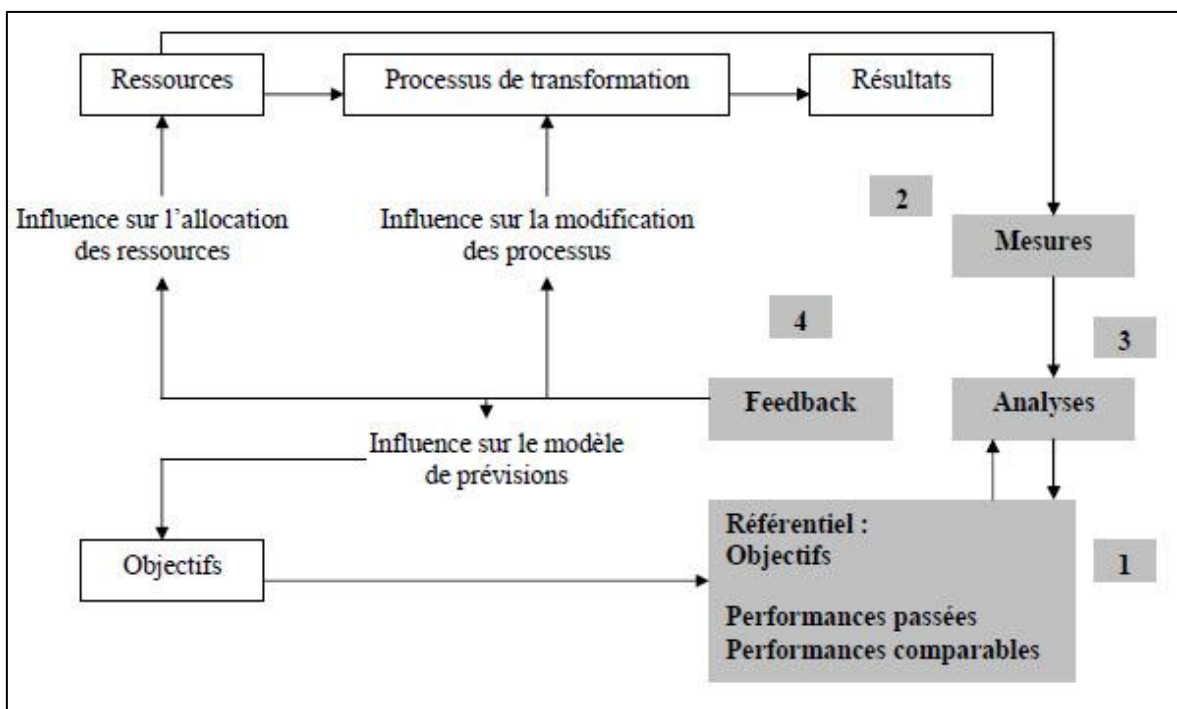 Ressources
Processus de transformation
Résultats
2
Influence sur l'allocation
des ressources
Influence sur la modification
des processus
Mesures
4
3
Feedback
Analyses
Influence sur le modèle
de prévisions
Référentiel :
Objectifs
Objectifs
1
Performances passées
Performances comparables